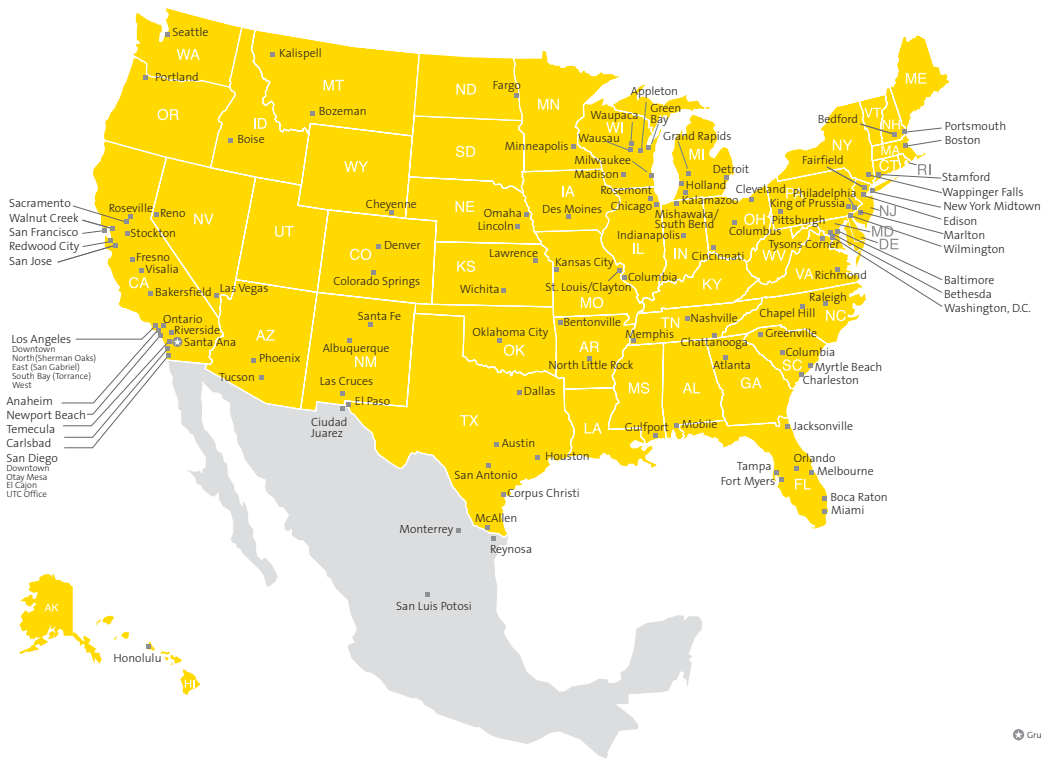 Seattle
WA
Kalispell
Portland
MT
ND
Fargo
MN
ME
OR
ID
Bozeman
Boise
Appleton
Waupaca
Green
Bay
WI
Wausau
Grand Rapids
Minneapolis
Milwaukee
Madison
MI
Detroit
Bedford
VT
NH
Portsmouth
NY
Boston
MA
Fairfield
CT
RI
Stamford
WY
SD
IA
Rosemont
Holland
Cleveland
Philadelphia
Wappinger Falls
Kalamazoo
King of Prussia
New York Midtown
Chicago
Mishawaka/
South Bend
OH
Pittsburgh
NJ
Edison
Columbus
MD
Marlton
Indianapolis
Tysons Corner
DE
Wilmington
Sacramento
Walnut Creek
San Francisco
Redwood City
San Jose
Roseville
Reno
NV
Stockton
Fresno
Visalia
CA
Bakersfield
Las Vegas
UT
Cheyenne
NE
Omaha
Des Moines
Lincoln
Denver
CO
Colorado Springs
Lawrence
KS
Kansas City
Wichita
St. Louis/Clayton
Columbia
MO
IL
IN
Cincinnati
WV
KY
VA
Richmond
Baltimore
Bethesda
Washington, D.C.
Raleigh
Chapel Hill
NC
Los Angeles
Downtown
North(Sherman Oaks)
East (San Gabriel)
South Bay (Torrance)
West
Anaheim
Newport Beach
Temecula
Carlsbad
San Diego
Downtown
Otay Mesa
El Cajon
UTC Office
Ontario
Riverside
Santa Ana
AZ
Phoenix
Tucson
Santa Fe
Albuquerque
NM
Las Cruces
El Paso
Ciudad
Juarez
Oklahoma City
OK
Bentonville
AR
North Little Rock
Memphis
TN
Nashville
Chattanooga
Greenville
Columbia
SC
Myrtle Beach
Charleston
Atlanta
GA
MS
AL
Dallas
TX
LA
Gulfport
Mobile
Jacksonville
Austin
Houston
San Antonio
Corpus Christi
McAllen
Monterrey
Reynosa
San Luis Potosi
Orlando
Tampa
Melbourne
Fort Myers
FL
Boca Raton
Miami
AK
Honolulu
HI
Gru